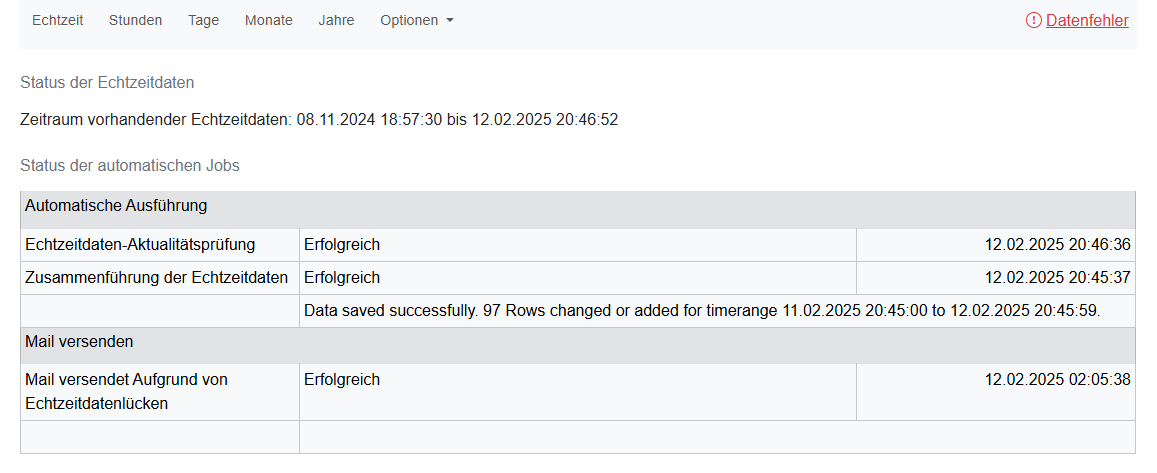 Echtzeit Stunden Tage Monate Jahre Optionen Datenfehler
Status der Echtzeitdaten
Zeitraum vorhandender Echtzeitdaten: 08.11.2024 18:57:30 bis 12.02.2025 20:46:52
Status der automatischen Jobs
Automatische Ausführung
Echtzeitdaten-Aktualitätsprüfung Erfolgreich 12.02.2025 20:46:36
Zusammenführung der Echtzeitdaten Erfolgreich 12.02.2025 20:45:37
Data saved successfully. 97 Rows changed or added for timerange 11.02.2025 20:45:00 to 12.02.2025 20:45:59.
Mail versenden
Mail versendet Aufgrund von Erfolgreich 12.02.2025 02:05:38
Echtzeitdatenlücken